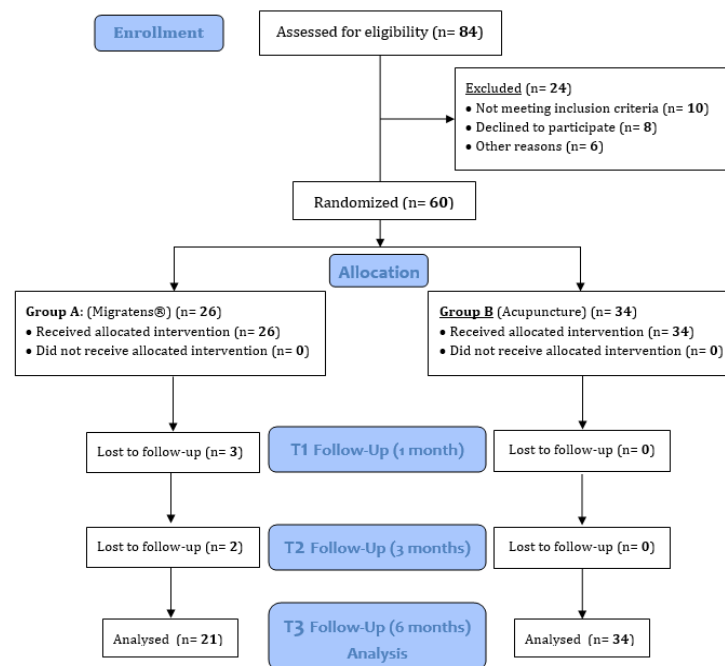 Enrollment
Assessed for eligibility (n= 84)
Excluded (n= 24)
• Not meeting inclusion criteria (n= 10)
• Declined to participate (n= 8)
• Other reasons (n= 6)
Randomized (n= 60)
Allocation
Group A: (Migratens®) (n= 26)
• Received allocated intervention (n= 26)
• Did not receive allocated intervention (n= 0)
Group B (Acupuncture) (n= 34)
• Received allocated intervention (n= 34)
• Did not receive allocated intervention (n= 0)
Lost to follow-up (n= 3)
T1 Follow-Up (1 month)
Lost to follow-up (n= 0)
Lost to follow-up (n= 2)
T2 Follow-Up (3 months)
Lost to follow-up (n= 0)
Analysed (n= 21)
T3 Follow-Up (6 months)
Analysis
Analysed (n= 34)